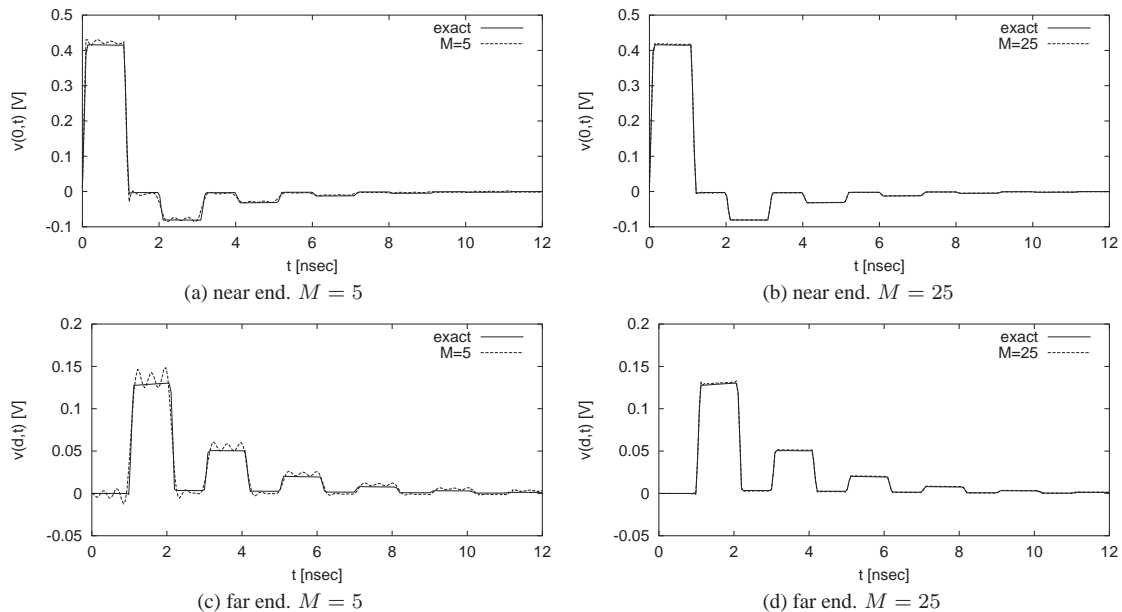 exact
M=5
0.4
0.3
0.2
0.1
0
-0.1
v(0,t) [V]
0 2 4 6 8 10 12
t [nsec]
(a) near end. M = 5
exact
M=25
0.4
0.3
0.2
0.1
0
-0.1
v(0,t) [V]
0 2 4 6 8 10 12
t [nsec]
(b) near end. M = 25
0.2
exact
M=5
0.15
0.1
0.05
0
-0.05
v(d,t) [V]
0 2 4 6 8 10 12
t [nsec]
(c) far end. M = 5
0.2
exact
M=25
0.15
0.1
0.05
0
-0.05
v(d,t) [V]
0 2 4 6 8 10 12
t [nsec]
(d) far end. M = 25